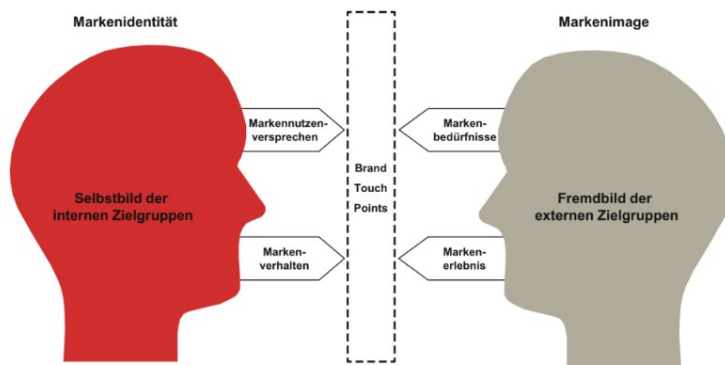 Markenidentität
Markenimage
Markennutzen-
versprechen
Marken-
bedürfnisse
Selbstbild der
internen Zielgruppen
Brand
Touch
Points
Fremdbild der
externen Zielgruppen
Marken-
verhalten
Marken-
erlebnis